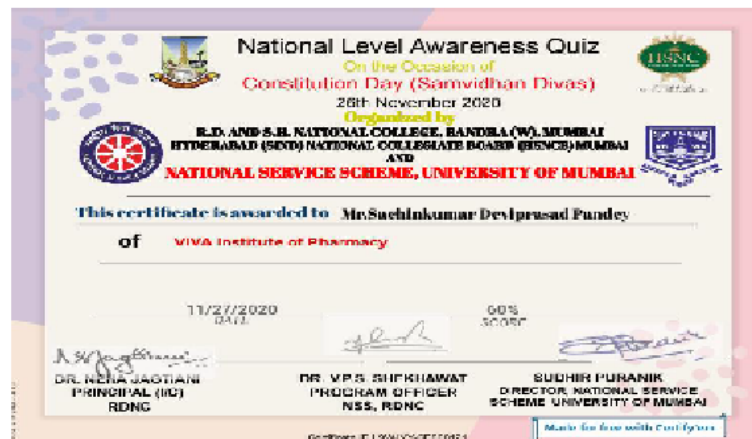 National Level Awareness Quiz
On the Occasion of
Constitution Day (Samvidhan Divas)
26th November 2020
Organized by
R.D. AND S.H. NATIONAL COLLEGE, BANDRA (W), MUMBAI
HYDERABAD (SIND) NATIONAL COLLEGIATE BOARD (HSNCB) MUMBAI
AND
NATIONAL SERVICE SCHEME, UNIVERSITY OF MUMBAI
HSNC
This certificate is awarded to Mr.Sachinkumar Deviprasad Pandey
of VIVA Institute of Pharmacy
11/27/2020 60%
DATE SCORE
DR. NEHA JAGTIANI DR. V.P.S. SHEKHAWAT SUDHIR PURANIK
PRINCIPAL (I/C) PROGRAM OFFICER DIRECTOR, NATIONAL SERVICE
RDNC NSS, RDNC SCHEME UNIVERSITY OF MUMBAI
Made for free with Certify'em